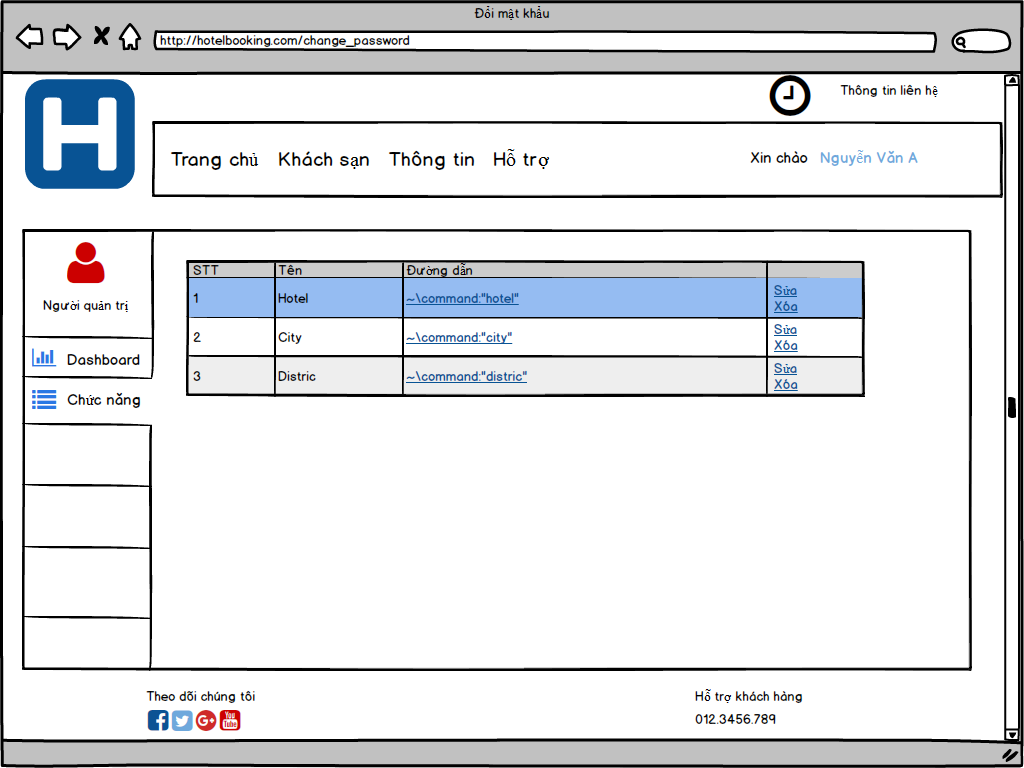 Đổi mật khẩu
http://hotelbooking.com/change_password
H
Thông tin liên hệ
Trang chủ Khách sạn Thông tin Hỗ trợ
Xin chào Nguyễn Văn A
Người quản trị
Dashboard
Chức năng
STT Tên Đường dẫn
1 Hotel ~\command:"hotel" Sửa
Xóa
2 City ~\command:"city" Sửa
Xóa
3 Distric ~\command:"distric" Sửa
Xóa
Theo dõi chúng tôi
You
Tube
Hỗ trợ khách hàng
012.3456.789